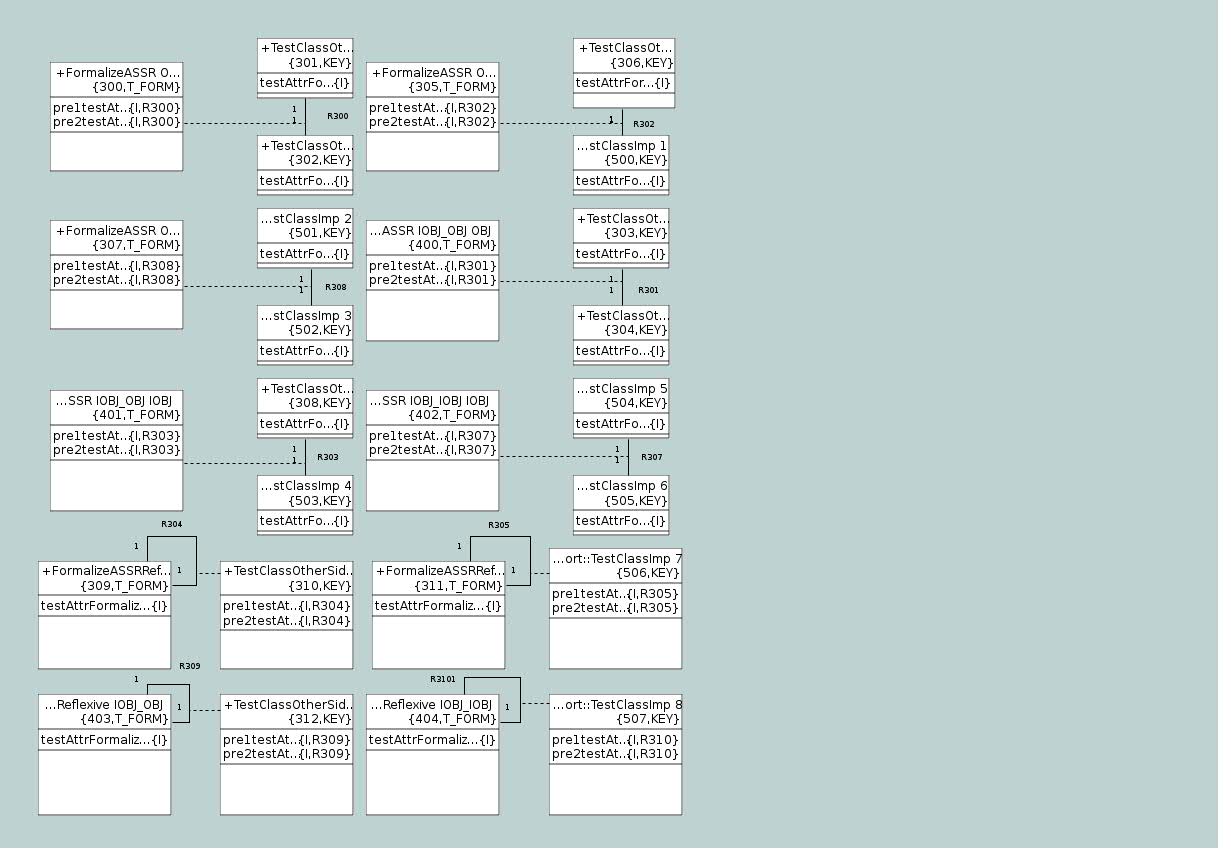 +FormalizeASSR O...
{300,T_FORM}
pre1testAt...{I,R300}
pre2testAt...{I,R300}
+TestClassOt...
{301,KEY}
testAttrFo...{I}
1
1
R300
+TestClassOt...
{302,KEY}
testAttrFo...{I}
+FormalizeASSR O...
{305,T_FORM}
pre1testAt...{I,R302}
pre2testAt...{I,R302}
+TestClassOt...
{306,KEY}
testAttrFor...{I}
1
R302
...stClassImp 1
{500,KEY}
testAttrFo...{I}
+FormalizeASSR O...
{307,T_FORM}
pre1testAt...{I,R308}
pre2testAt...{I,R308}
...stClassImp 2
{501,KEY}
testAttrFo...{I}
1
1
R308
...stClassImp 3
{502,KEY}
testAttrFo...{I}
...ASSR IOBJ_OBJ OBJ
{400,T_FORM}
pre1testAt...{I,R301}
pre2testAt...{I,R301}
+TestClassOt...
{303,KEY}
testAttrFo...{I}
1
1
R301
+TestClassOt...
{304,KEY}
testAttrFo...{I}
...SSR IOBJ_OBJ IOBJ
{401,T_FORM}
pre1testAt...{I,R303}
pre2testAt...{I,R303}
+TestClassOt...
{308,KEY}
testAttrFo...{I}
1
1
R303
...stClassImp 4
{503,KEY}
testAttrFo...{I}
...SSR IOBJ_IOBJ IOBJ
{402,T_FORM}
pre1testAt...{I,R307}
pre2testAt...{I,R307}
...stClassImp 5
{504,KEY}
testAttrFo...{I}
1
1
R307
...stClassImp 6
{505,KEY}
testAttrFo...{I}
R304
1
1
+FormalizeASSRRef...
{309,T_FORM}
testAttrFormaliz...{I}
+TestClassOtherSid...
{310,KEY}
pre1testAt...{I,R304}
pre2testAt...{I,R304}
R305
1
1
+FormalizeASSRRef...
{311,T_FORM}
testAttrFormaliz...{I}
...ort::TestClassImp 7
{506,KEY}
pre1testAt...{I,R305}
pre2testAt...{I,R305}
R309
1
1
...Reflexive IOBJ_OBJ
{403,T_FORM}
testAttrFormaliz...{I}
+TestClassOtherSid...
{312,KEY}
pre1testAt...{I,R309}
pre2testAt...{I,R309}
R3101
1
...Reflexive IOBJ_IOBJ
{404,T_FORM}
testAttrFormaliz...{I}
...ort::TestClassImp 8
{507,KEY}
pre1testAt...{I,R310}
pre2testAt...{I,R310}